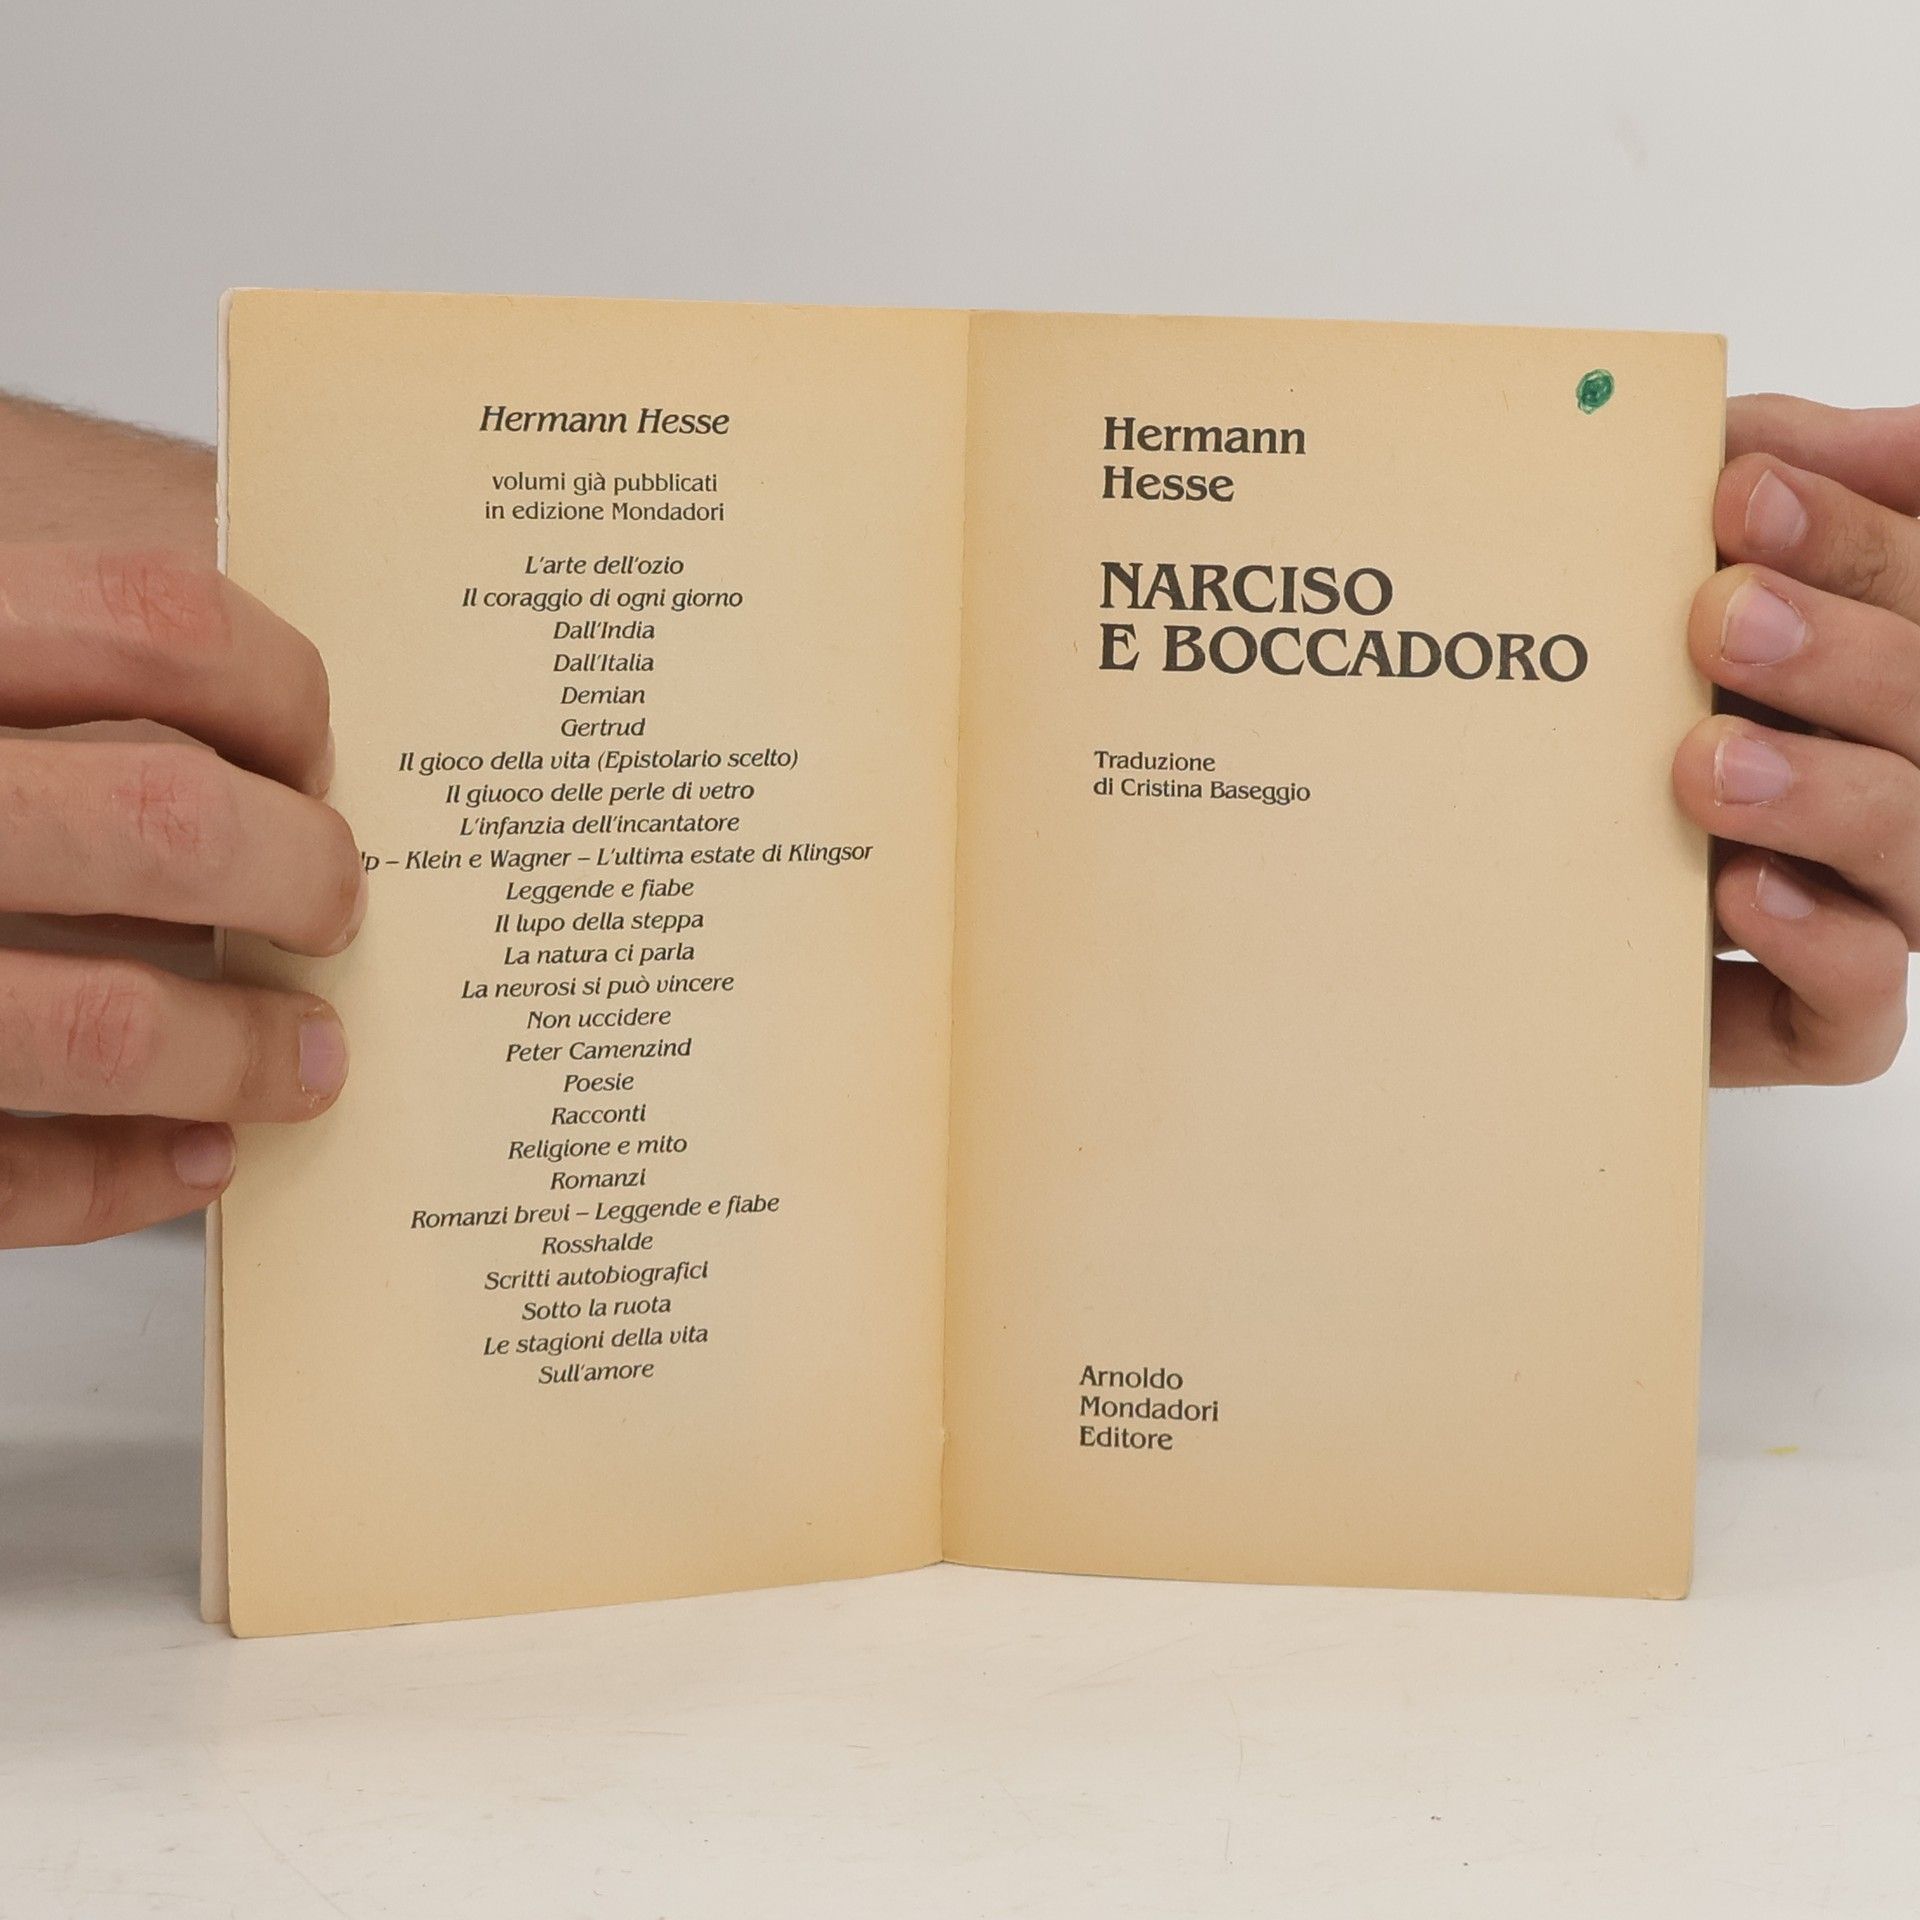 Hermann Hesse
volumi già pubblicati
in edizione Mondadori
L'arte dell'ozio
Il coraggio di ogni giorno
Dall'India
Dall'Italia
Demian
Gertrud
Il gioco della vita (Epistolario scelto)
Il giuoco delle perle di vetro
L'infanzia dell'incantatore
– Klein e Wagner – L'ultima estate di Klingsor
Leggende e fiabe
Il lupo della steppa
La natura ci parla
La nevrosi si può vincere
Non uccidere
Peter Camenzind
Poesie
Racconti
Religione e mito
Romanzi
Romanzi brevi – Leggende e fiabe
Rosshalde
Scritti autobiografici
Sotto la ruota
Le stagioni della vita
Sull'amore
Hermann
Hesse
NARCISO
E BOCCADORO
Traduzione
di Cristina Baseggio
Arnoldo
Mondadori
Editore